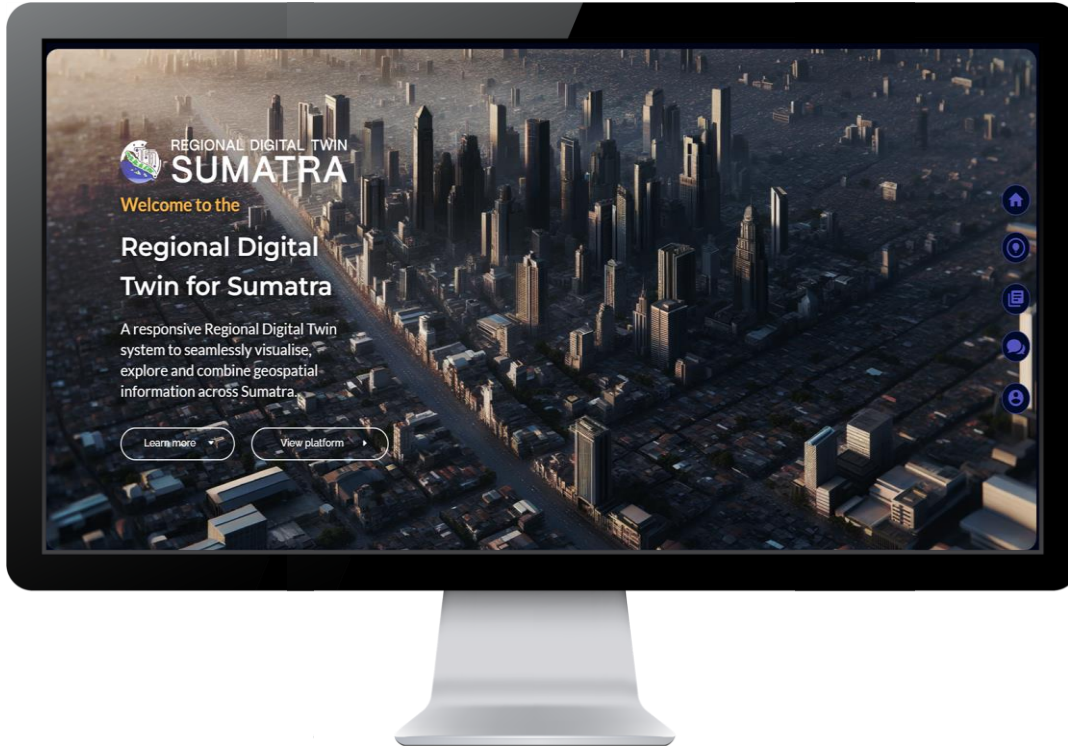 REGIONAL DIGITAL TWIN
SUMATRA
Welcome to the
Regional Digital
Twin for Sumatra
A responsive Regional Digital Twin
system to seamlessly visualise,
explore and combine geospatial
information across Sumatra.
Learn more
View platform